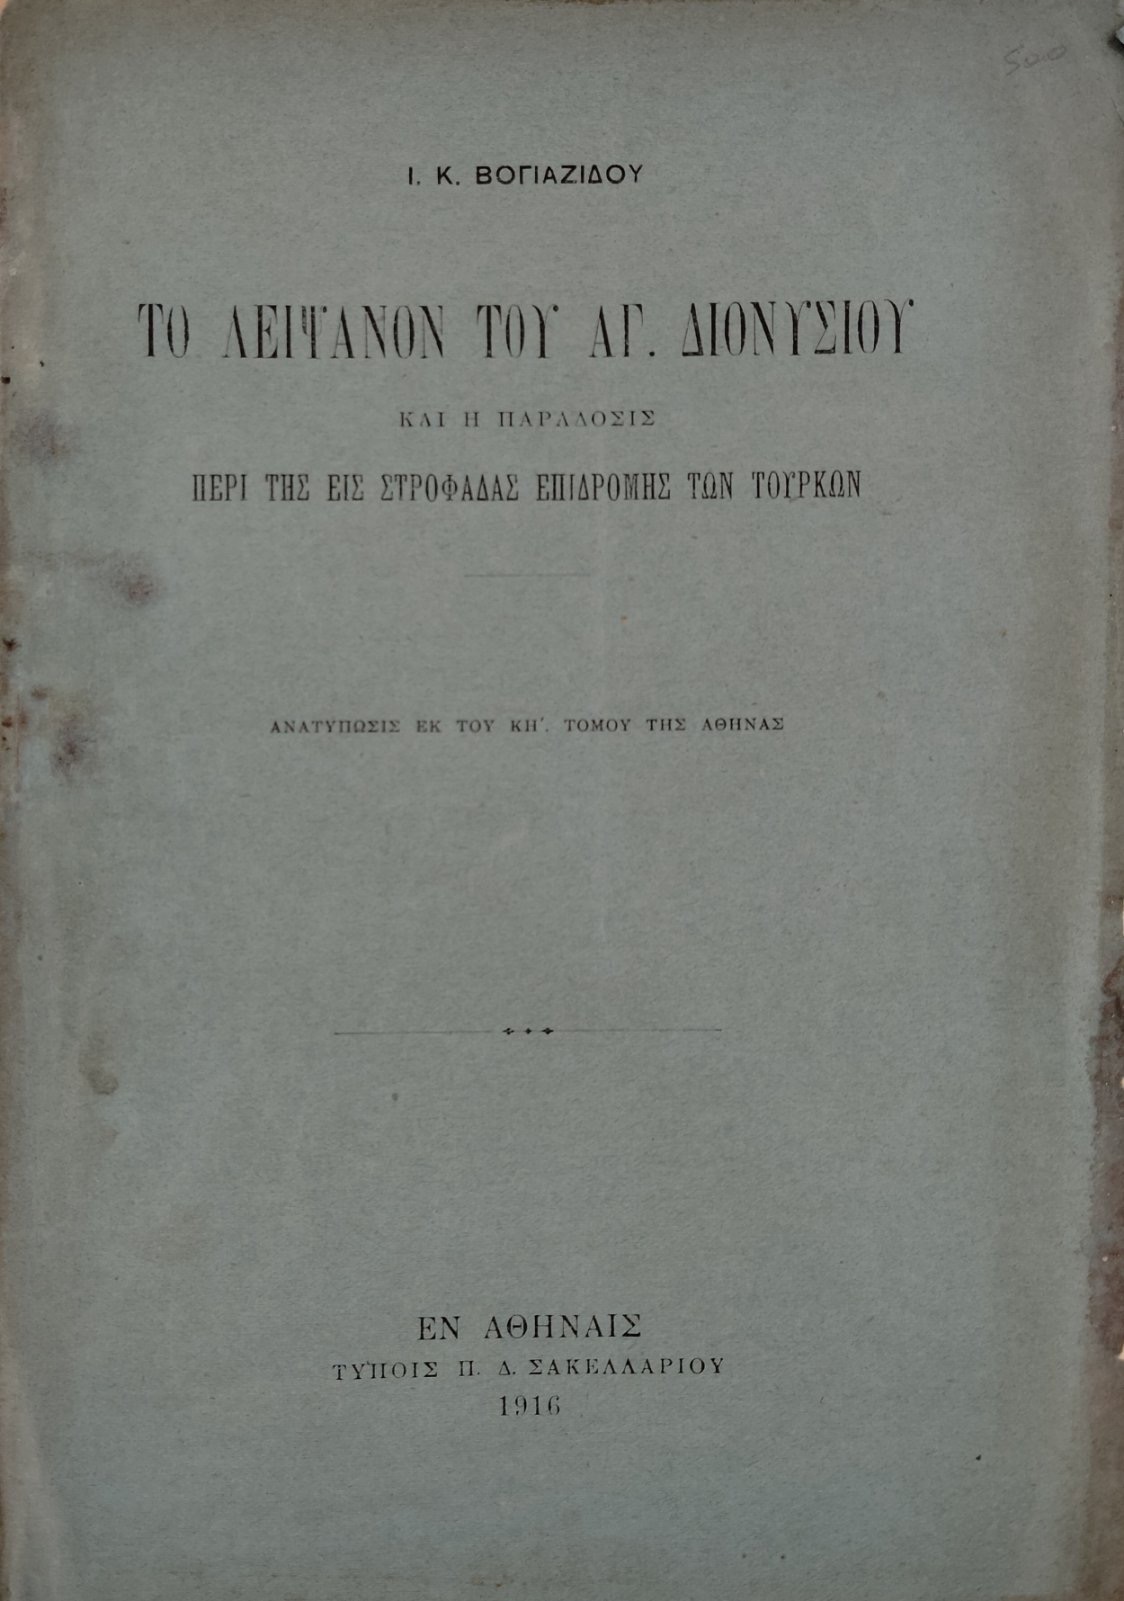 500
Ι. Κ. ΒΟΓΙΑΖΙΔΟΥ
ΤΟ ΛΕΙΨΑΝΟΝ ΤΟΥ ΑΓ. ΔΙΟΝΥΣΙΟΥ
ΚΑΙ Η ΠΑΡΑΔΟΣΙΣ
ΠΕΡΙ ΤΗΣ ΕΙΣ ΣΤΡΟΦΑΔΑΣ ΕΠΙΔΡΟΜΗΣ ΤΩΝ ΤΟΥΡΚΩΝ
ΑΝΑΤΥΠΩΣΙΣ ΕΚ ΤΟΥ ΚΗ΄. ΤΟΜΟΥ ΤΗΣ ΑΘΗΝΑΣ
ΕΝ ΑΘΗΝΑΙΣ
ΤΥΠΟΙΣ Π. Δ. ΣΑΚΕΛΛΑΡΙΟΥ
1916